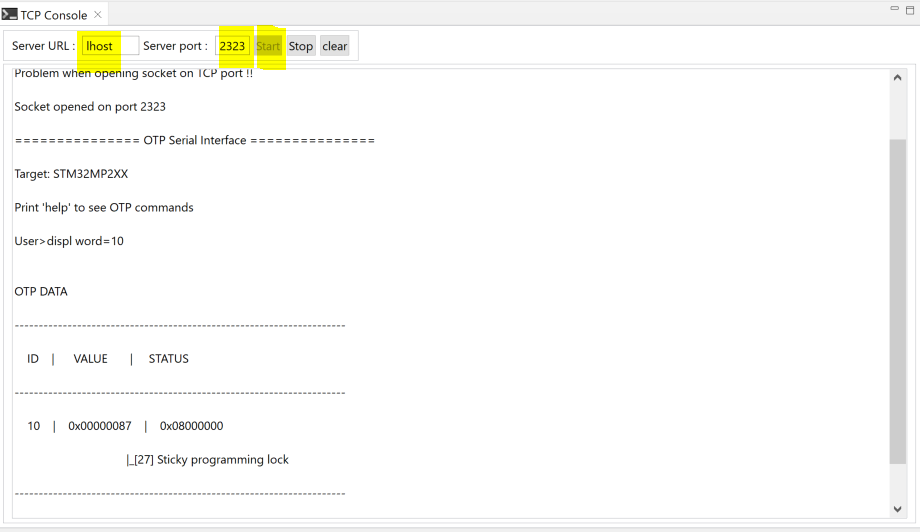 TCP Console
Server URL : lhost Server port : 2323 Start Stop clear
Problem when opening socket on TCP port !!
Socket opened on port 2323
=============== OTP Serial Interface ===============
Target: STM32MP2XX
Print 'help' to see OTP commands
User>displ word=10
OTP DATA
----------------------------------------------------------------------
ID | VALUE | STATUS
----------------------------------------------------------------------
10 | 0x00000087 | 0x08000000
|_[27] Sticky programming lock
----------------------------------------------------------------------